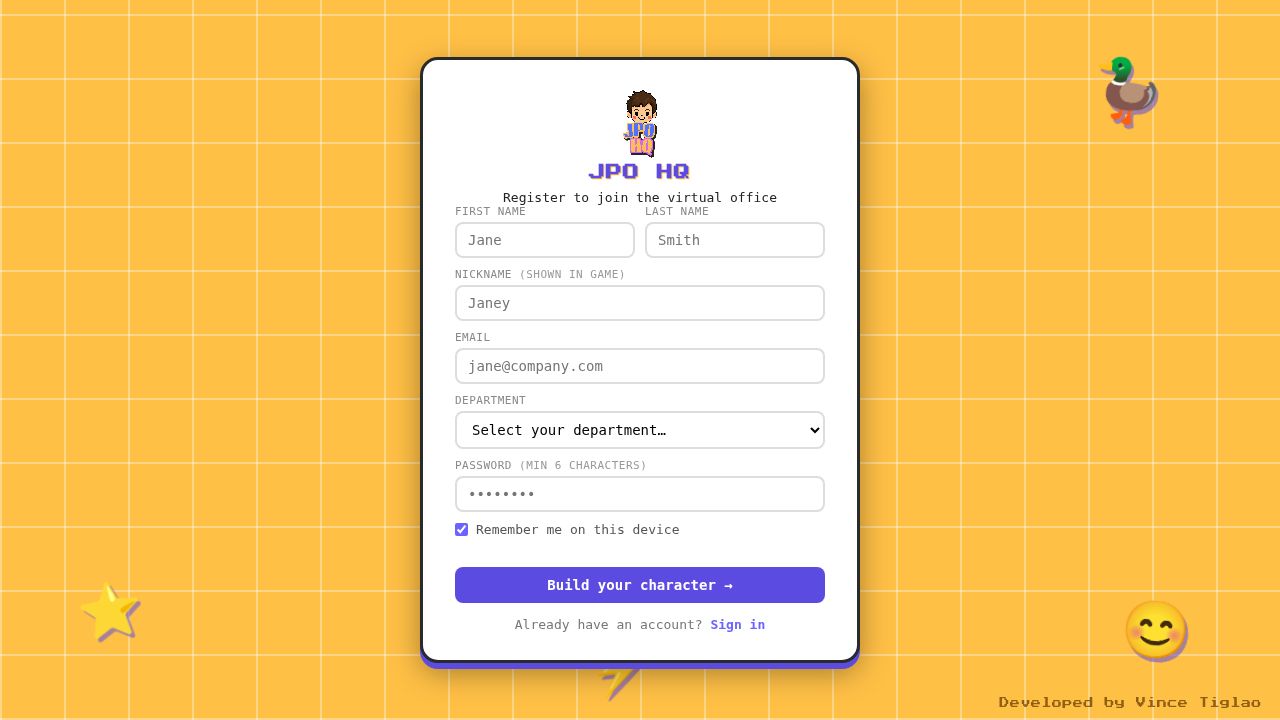 JPO
HQ
JPO HQ
Register to join the virtual office
FIRST NAME LAST NAME
Jane Smith
NICKNAME (SHOWN IN GAME)
Janey
EMAIL
jane@company.com
DEPARTMENT
Select your department…
PASSWORD (MIN 6 CHARACTERS)
••••••••
Remember me on this device
Build your character →
Already have an account? Sign in
Developed by Vince Tiglao